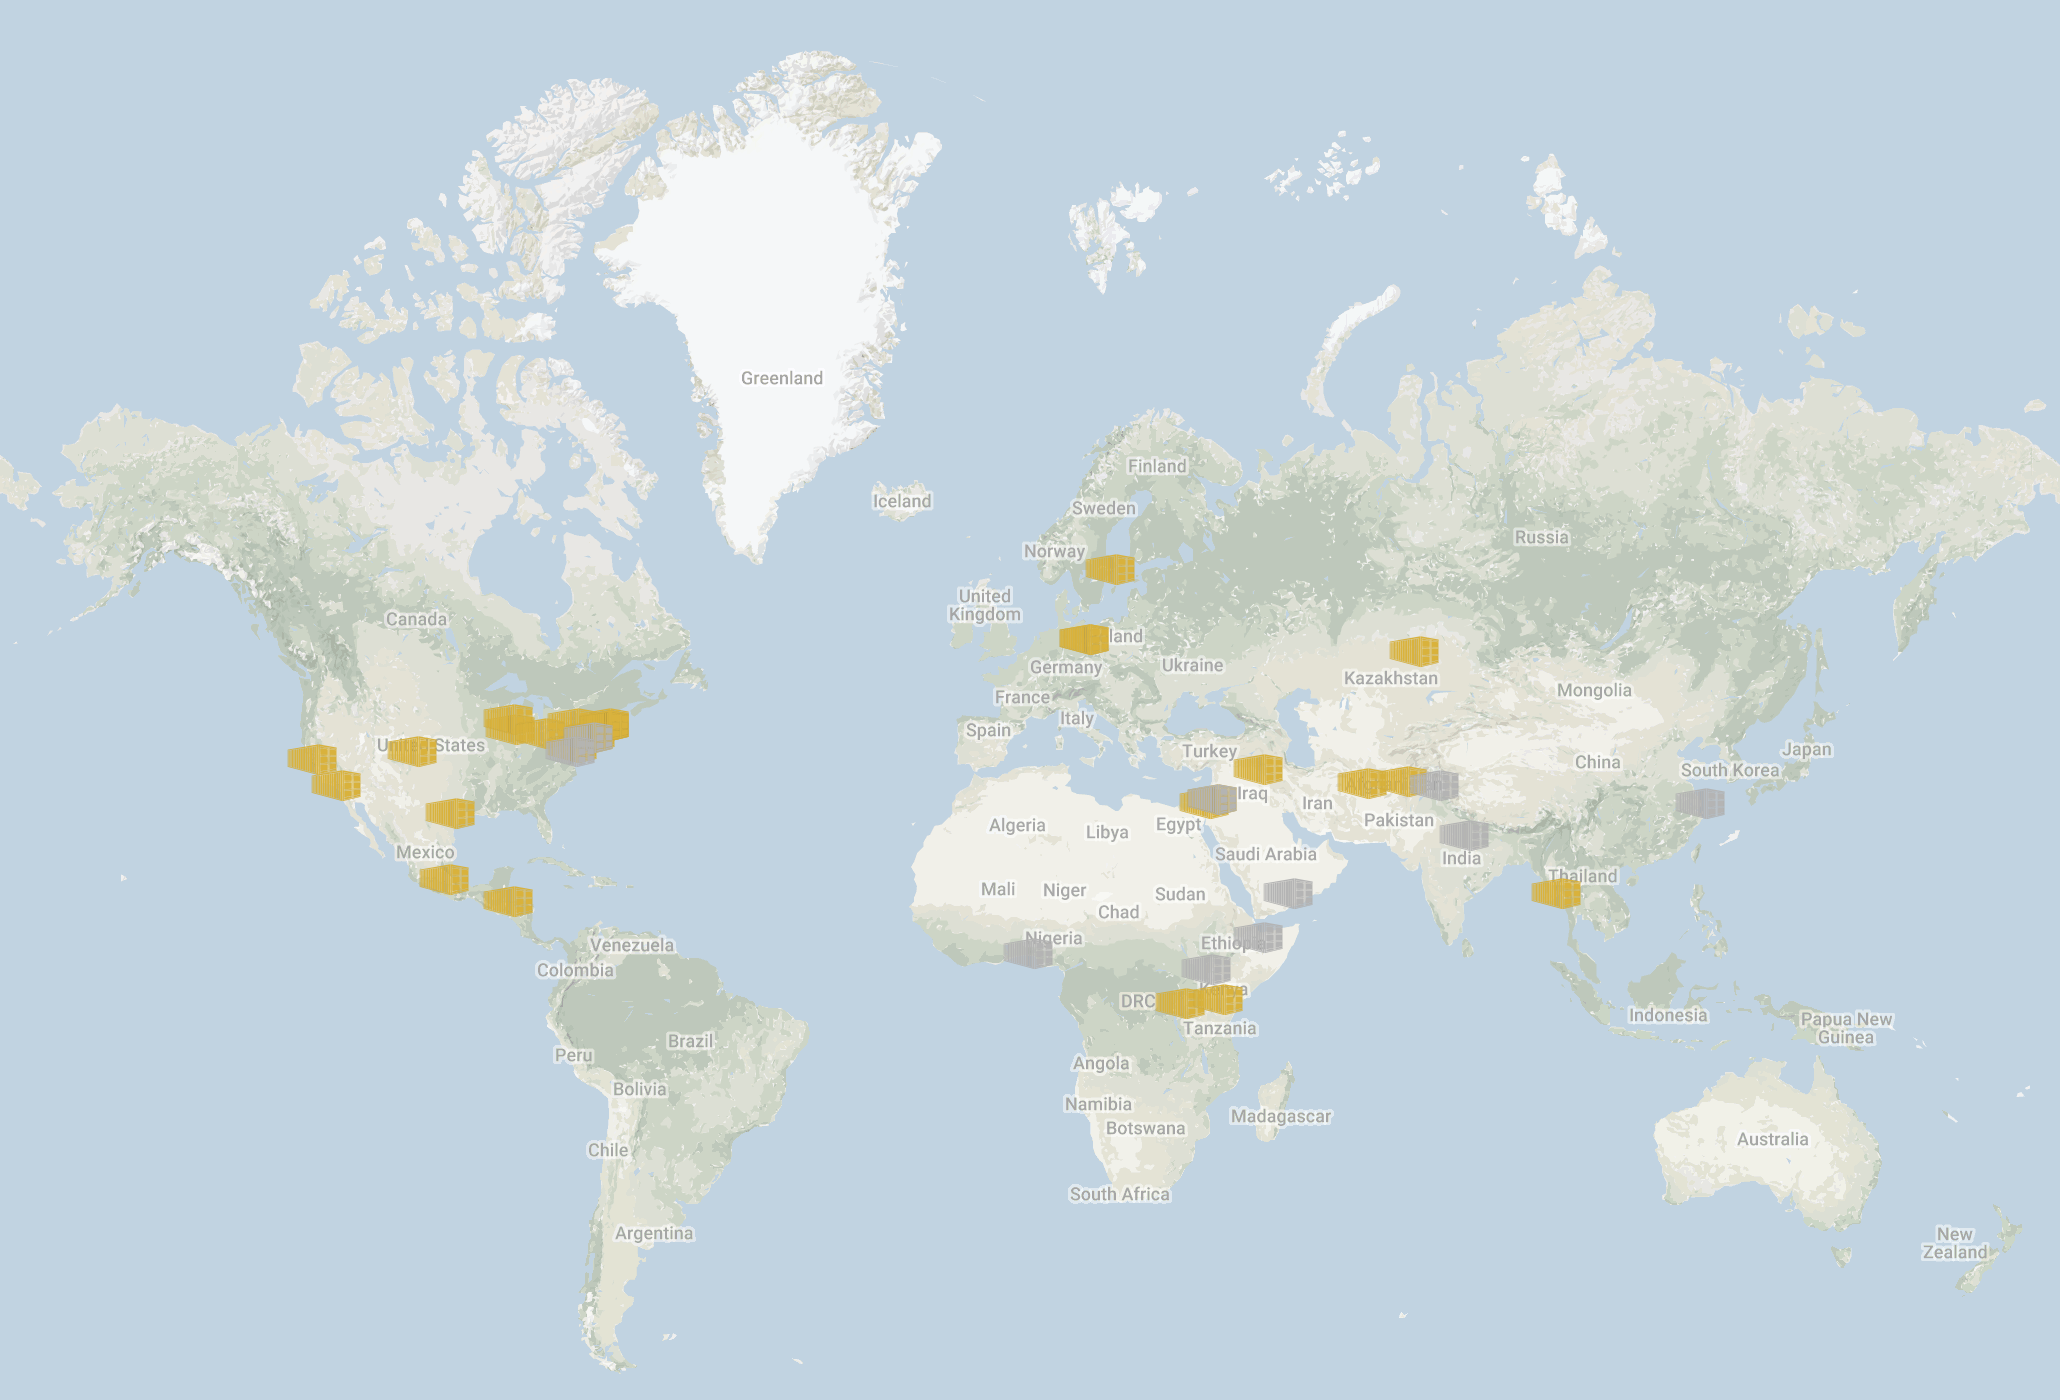 Greenland
Finland
Iceland
Sweden
Russia
Norway
United
Kingdom
Canada
land
Germany
Ukraine
Kazakhstan
Mongolia
France
Italy
Spain
United States
Turkey
Japan
China
South Korea
Iraq
Iran
Pakistan
Algeria
Libya
Egypt
Mexico
Saudi Arabia
India
Thailand
Mali
Niger
Sudan
Chad
Nigeria
Ethiopia
Venezuela
Colombia
Kenya
DRC
Tanzania
Indonesia
Papua New
Guinea
Brazil
Peru
Angola
Bolivia
Namibia
Madagascar
Botswana
Australia
Chile
South Africa
Argentina
New
Zealand